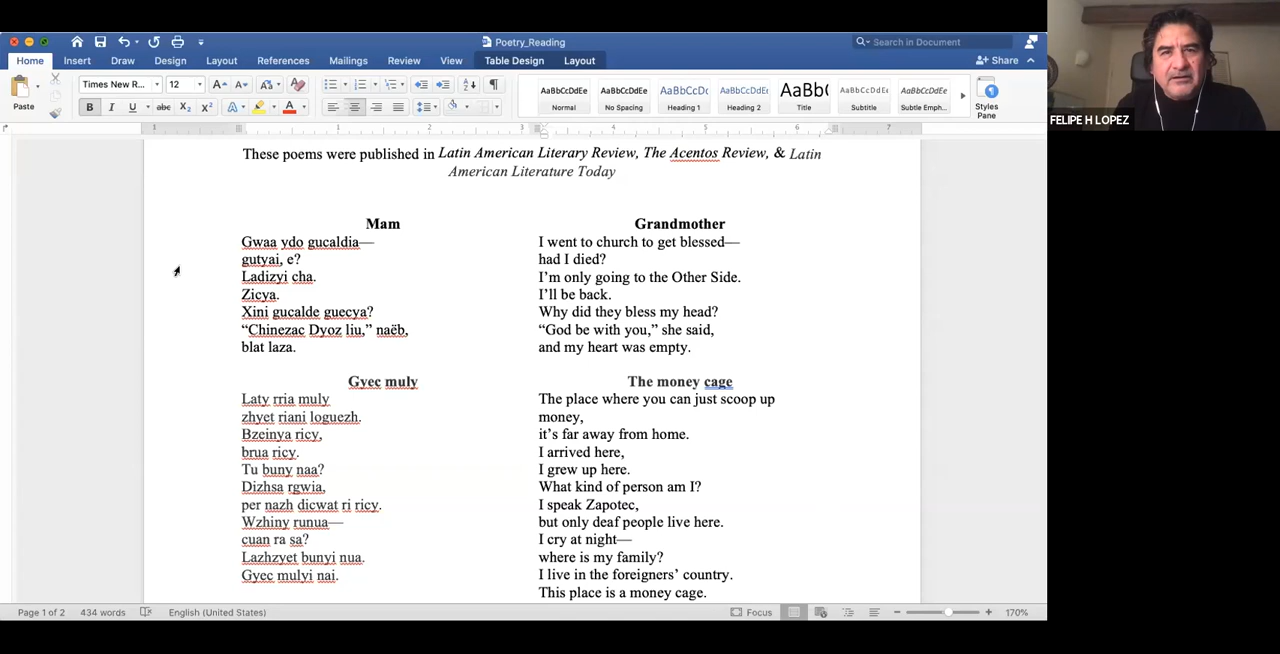 Poetry_Reading
Search in Document
Home Insert Draw Design Layout References Mailings Review View Table Design Layout
Share
Paste
Times New R... 12
AaBbCcDdEe AaBbCcDdEe AaBbCcDc AaBbCcDdEe AaBb( AaBbCcDdEe AaBbCcDdEe
Normal No Spacing Heading 1 Heading 2 Title Subtitle Subtle Emph... Styles Pane
FELIPE H LOPEZ
These poems were published in Latin American Literary Review, The Acentos Review, & Latin
American Literature Today
Mam
Gwaa ydo gucaldia—
gutyai, e?
Ladizyi cha.
Zicya.
Xini gucalde guecya?
“Chinezac Dyoz liu,” naëb,
blat laza.
Grandmother
I went to church to get blessed—
had I died?
I’m only going to the Other Side.
I’ll be back.
Why did they bless my head?
“God be with you,” she said,
and my heart was empty.
Gyec muly
Laty rria muly
zhyet riani loguezh.
Bzeinya ricy,
brua ricy.
Tu buny naa?
Dizhsa rgwia,
per nazh dicwat ri ricy.
Wzhiny runua—
cuan ra sa?
Lazhzyet bunyi nua.
Gyec mulyi nai.
The money cage
The place where you can just scoop up
money,
it’s far away from home.
I arrived here,
I grew up here.
What kind of person am I?
I speak Zapotec,
but only deaf people live here.
I cry at night—
where is my family?
I live in the foreigners’ country.
This place is a money cage.
Page 1 of 2 434 words English (United States) Focus 170%